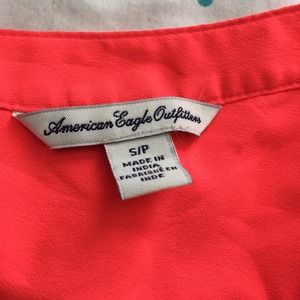 American Eagle Outfitters
S/P
MADE IN
INDIA
FABRIQUÉ EN
INDE